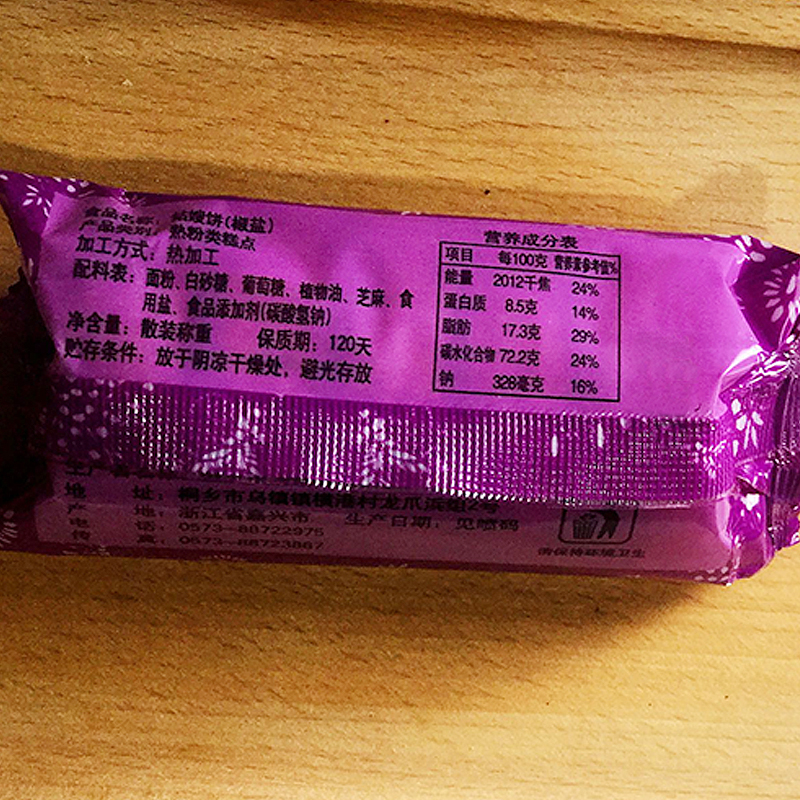 食品名称：姑嫂饼(椒盐)
产品类别：熟粉类糕点
加工方式：热加工
配料表：面粉、白砂糖、葡萄糖、植物油、芝麻、食
用盐、食品添加剂(碳酸氢钠)
净含量：散装称重 保质期：120天
贮存条件：放于阴凉干燥处，避光存放
营养成分表
项目 每100克 营养素参考值%
能量 2012千焦 24%
蛋白质 8.5克 14%
脂肪 17.3克 29%
碳水化合物 72.2克 24%
钠 328毫克 16%
生产
地 址：桐乡市乌镇镇横港村龙爪浜组2号
产 地：浙江省嘉兴市 生产日期：见喷码
电 话：0573—88722975
传 真：0573—88723867
请保持环境卫生